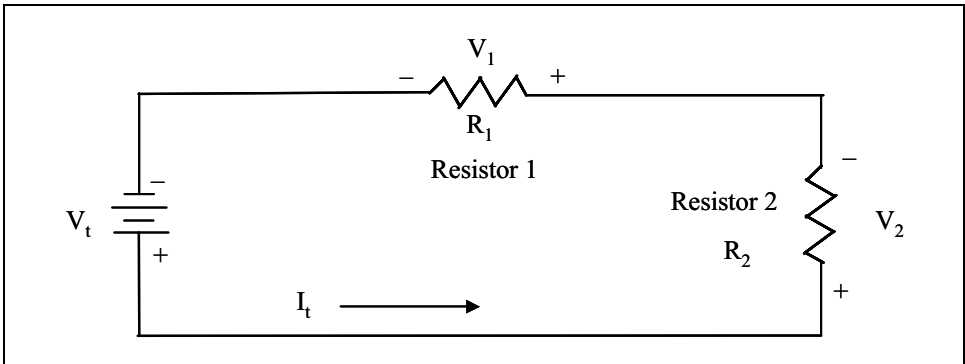 V₁
− +
R₁
Resistor 1
−
Resistor 2
R₂
V₂
+
−
Vₜ
+
Iₜ